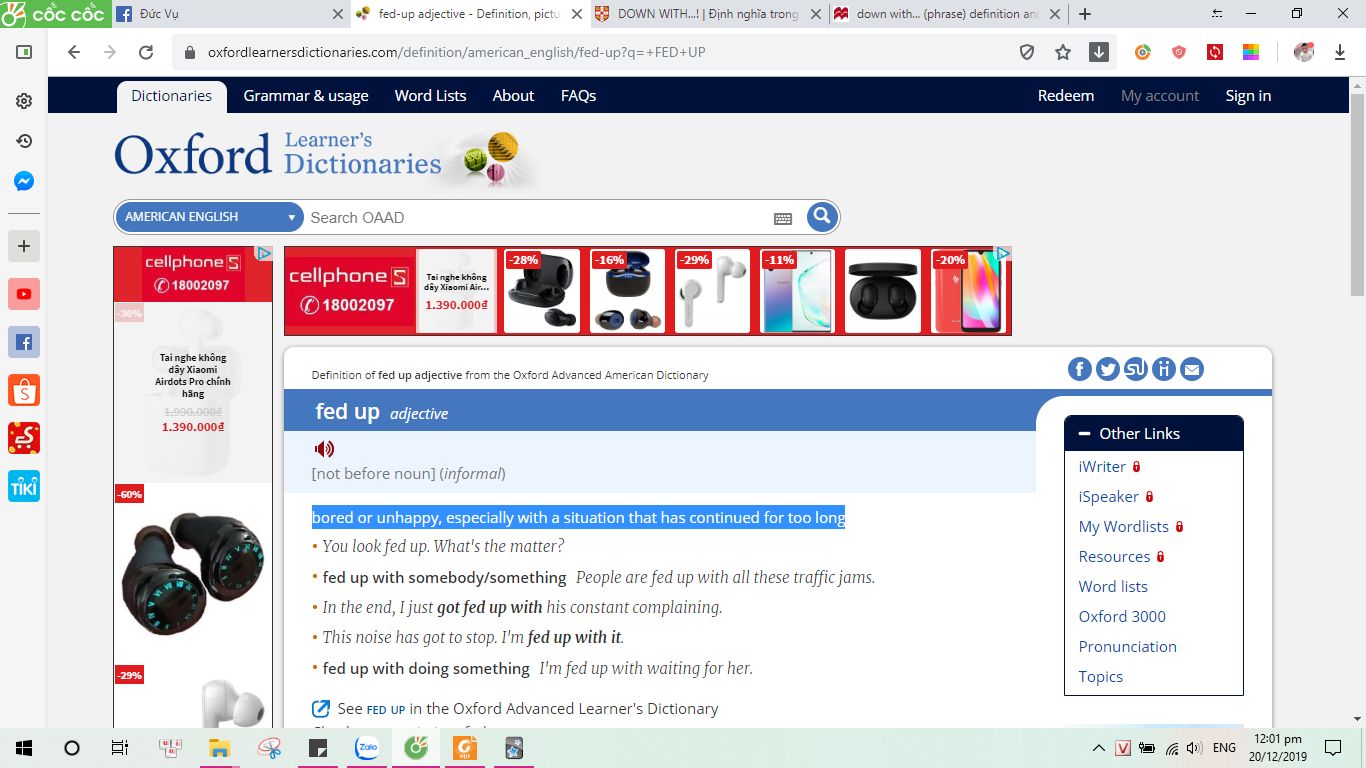 cốc cốc
Đức Vụ
fed-up adjective - Definition, pictu
DOWN WITH...! | Định nghĩa trong
down with... (phrase) definition and
oxfordlearnersdictionaries.com/definition/american_english/fed-up?q=+FED+UP
Dictionaries Grammar & usage Word Lists About FAQs Redeem My account Sign in
Oxford Learner's Dictionaries
AMERICAN ENGLISH Search OAAD
cellphoneS
18002097
-30%
Tai nghe không
dây Xiaomi
Airdots Pro chính
hãng
1.990.000₫
1.390.000₫
-60%
-29%
cellphoneS
18002097
Tai nghe không
dây Xiaomi Air...
1.390.000₫
-28%
-16%
-29%
-11%
-20%
Definition of fed up adjective from the Oxford Advanced American Dictionary
fed up adjective
[not before noun] (informal)
bored or unhappy, especially with a situation that has continued for too long
• You look fed up. What's the matter?
• fed up with somebody/something People are fed up with all these traffic jams.
• In the end, I just got fed up with his constant complaining.
• This noise has got to stop. I'm fed up with it.
• fed up with doing something I'm fed up with waiting for her.
See FED UP in the Oxford Advanced Learner's Dictionary
Other Links
iWriter
iSpeaker
My Wordlists
Resources
Word lists
Oxford 3000
Pronunciation
Topics
TIKI
Zalo
PDF
ENG
12:01 pm
20/12/2019